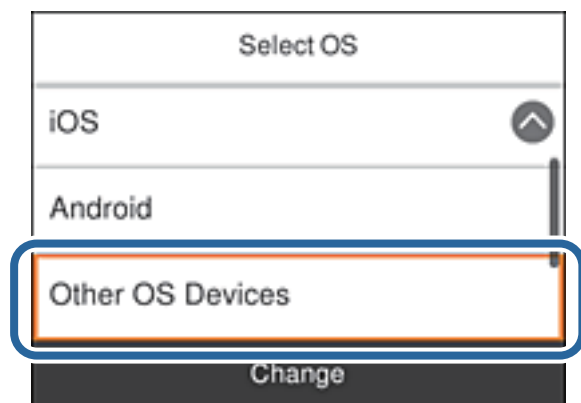 Select OS
iOS
Android
Other OS Devices
Change